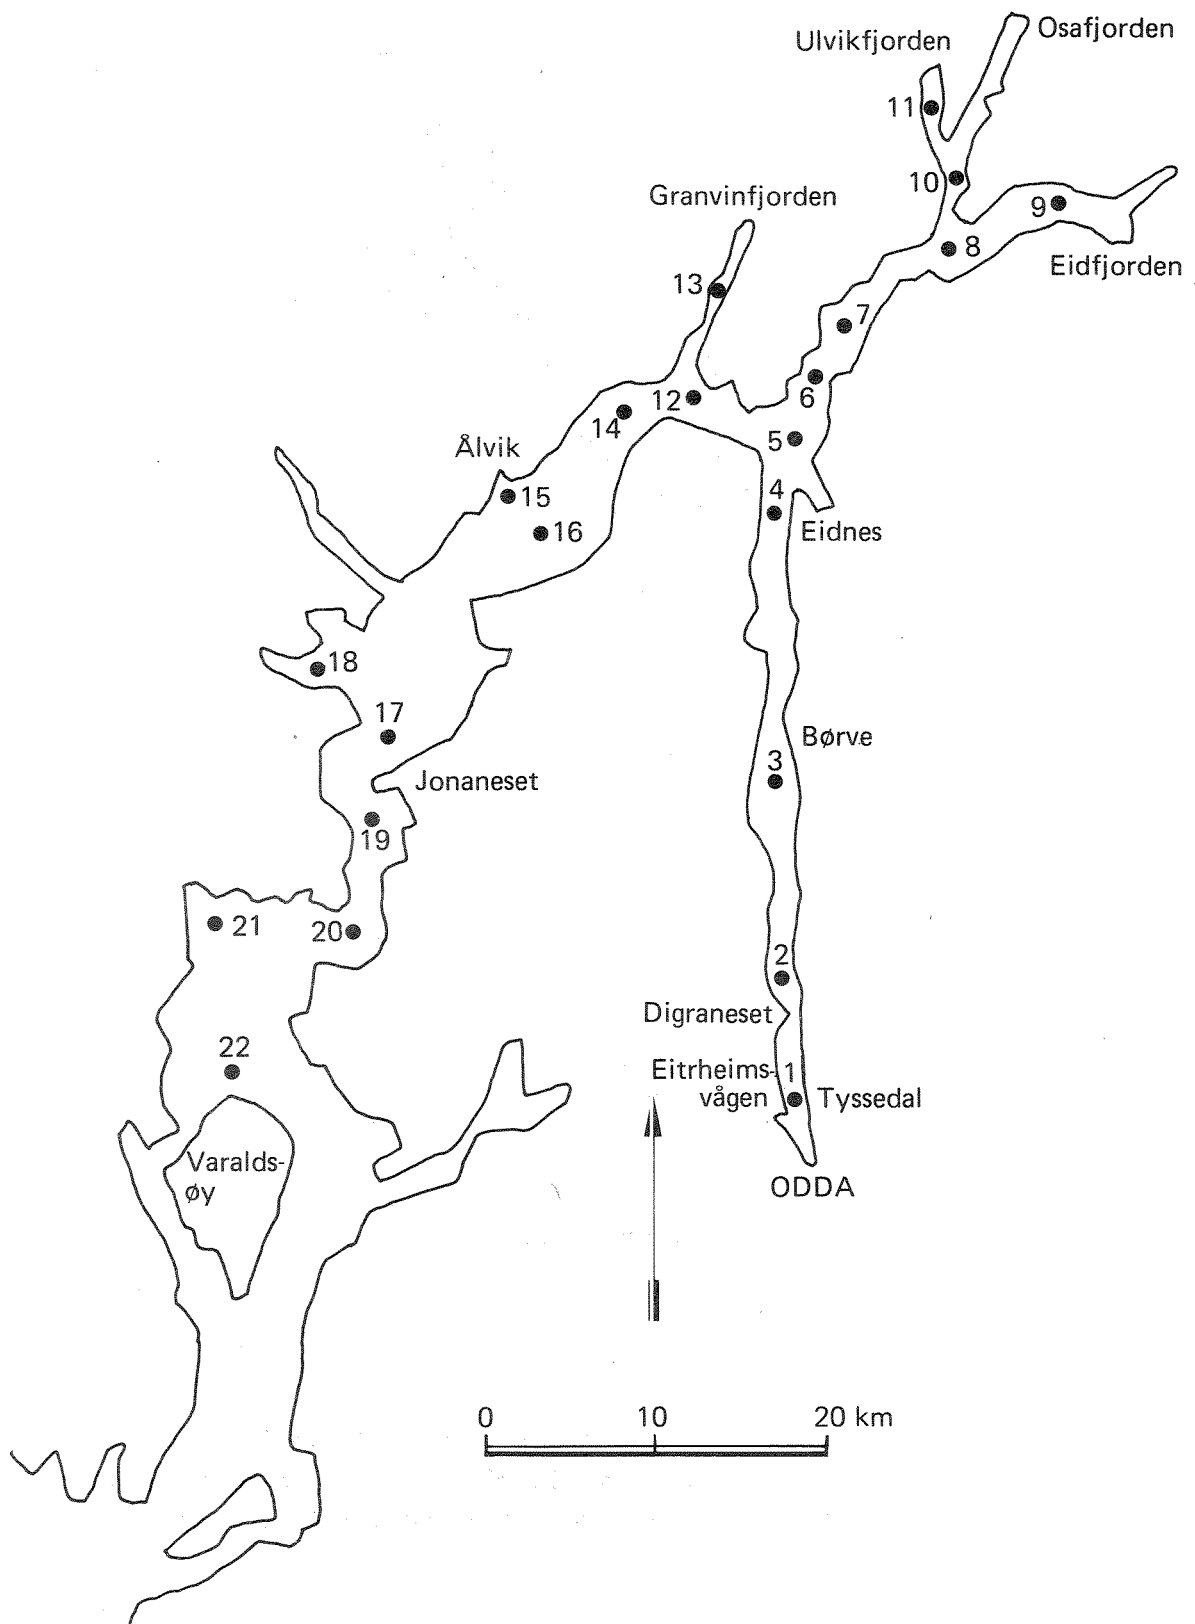 Osafjorden
Ulvikfjorden
11
10
Granvinfjorden
9
8
Eidfjorden
13
7
12
6
14
5
Ålvik
4
15
16
Eidnes
18
17
Børve
3
Jonaneset
19
21
20
2
Digraneset
22
Eitrheims-
vågen
1
Tyssedal
Varalds-
øy
ODDA
0 10 20 km